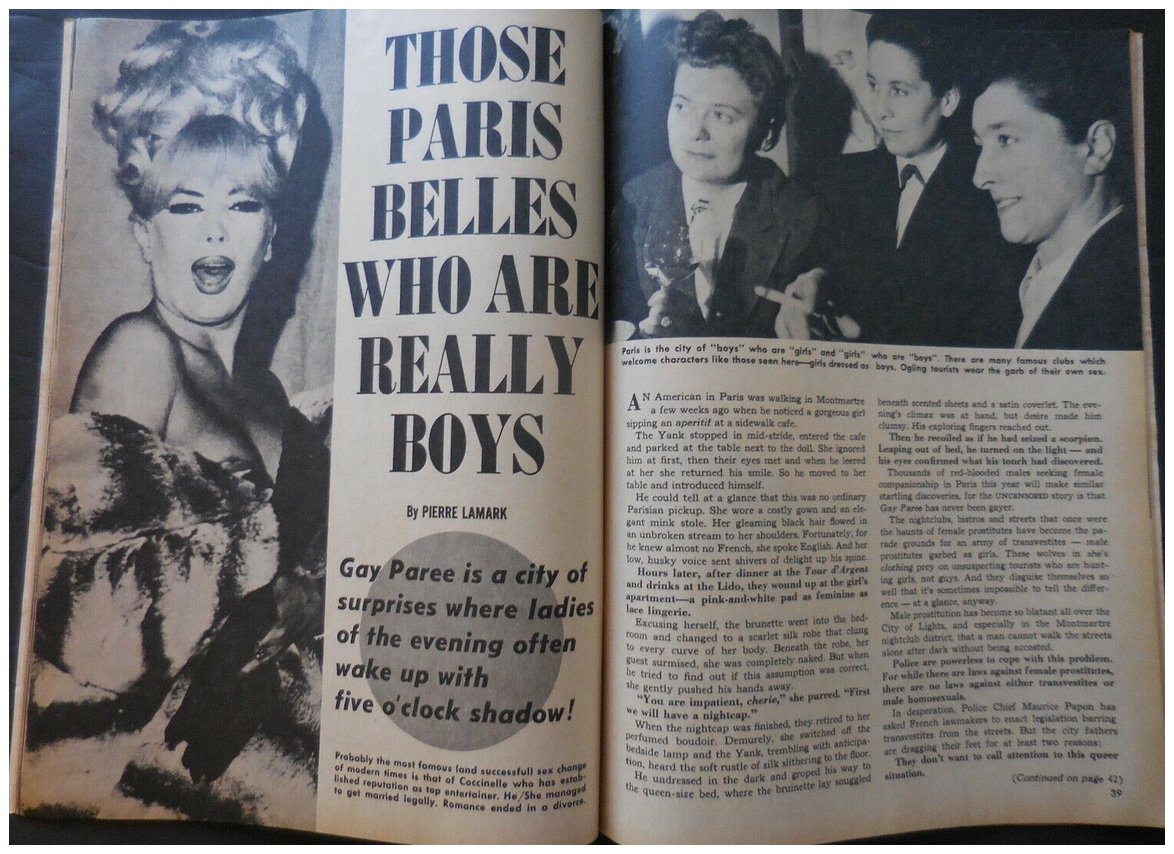 THOSE
PARIS
BELLES
WHO ARE
REALLY
BOYS
By PIERRE LAMARK
Gay Paree is a city of
surprises where ladies
of the evening often
wake up with
five o'clock shadow!
Probably the most famous (and successful) sex change
of modern times is that of Coccinelle who has estab-
lished reputation as top entertainer. He/She managed
to get married legally. Romance ended in a divorce.
Paris is the city of "boys" who are "girls" and "girls" who are "boys". There are many famous clubs which
welcome characters like those seen here—girls dressed as boys. Ogling tourists wear the garb of their own sex.
AN American in Paris was walking in Montmartre
a few weeks ago when he noticed a gorgeous girl
sipping an aperitif at a sidewalk cafe.
The Yank stopped in mid-stride, entered the cafe
and parked at the table next to the doll. She ignored
him at first, then their eyes met and when he leered
at her she returned his smile. So he moved to her
table and introduced himself.
He could tell at a glance that this was no ordinary
Parisian pickup. She wore a costly gown and an ele-
gant mink stole. Her gleaming black hair flowed in
an unbroken stream to her shoulders. Fortunately, for
he knew almost no French, she spoke English. And her
low, husky voice sent shivers of delight up his spine.
Hours later, after dinner at the Tour d'Argent
and drinks at the Lido, they wound up at the girl's
apartment—a pink-and-white pad as feminine as
lace lingerie.
Excusing herself, the brunette went into the bed-
room and changed to a scarlet silk robe that clung
to every curve of her body. Beneath the robe, her
guest surmised, she was completely naked. But when
he tried to find out if this assumption was correct,
she gently pushed his hands away.
"You are impatient, cherie," she purred. "First
we will have a nightcap."
When the nightcap was finished, they retired to her
perfumed boudoir. Demurely, she switched off the
bedside lamp and the Yank, trembling with anticipa-
tion, heard the soft rustle of silk slithering to the floor.
He undressed in the dark and groped his way to
the queen-size bed, where the bruinette lay snuggled
beneath scented sheets and a satin coverlet. The eve-
ning's climax was at hand, but desire made him
clumsy. His exploring fingers reached out.
Then he recoiled as if he had seized a scorpion.
Leaping out of bed, he turned on the light — and
his eyes confirmed what his touch had discovered.
Thousands of red-blooded males seeking female
companionship in Paris this year will make similar
startling discoveries, for the UNCENSORED story is that
Gay Paree has never been gayer.
The nightclubs, bistros and streets that once were
the haunts of female prostitutes have become the pa-
rade grounds for an army of transvestites — male
prostitutes garbed as girls. These wolves in she's
clothing prey on unsuspecting tourists who are hunt-
ing girls, not guys. And they disguise themselves so
well that it's sometimes impossible to tell the differ-
ence — at a glance, anyway.
Male prostitution has become so blatant all over the
City of Lights, and especially in the Montmartre
nightclub district, that a man cannot walk the streets
alone after dark without being accosted.
Police are powerless to cope with this problem.
For while there are laws against female prostitutes,
there are no laws against either transvestites or
male homosexuals.
In desperation, Police Chief Maurice Papon has
asked French lawmakers to enact legislation barring
transvestites from the streets. But the city fathers
are dragging their feet for at least two reasons:
They don't want to call attention to this queer
situation.
(Continued on page 42)
39